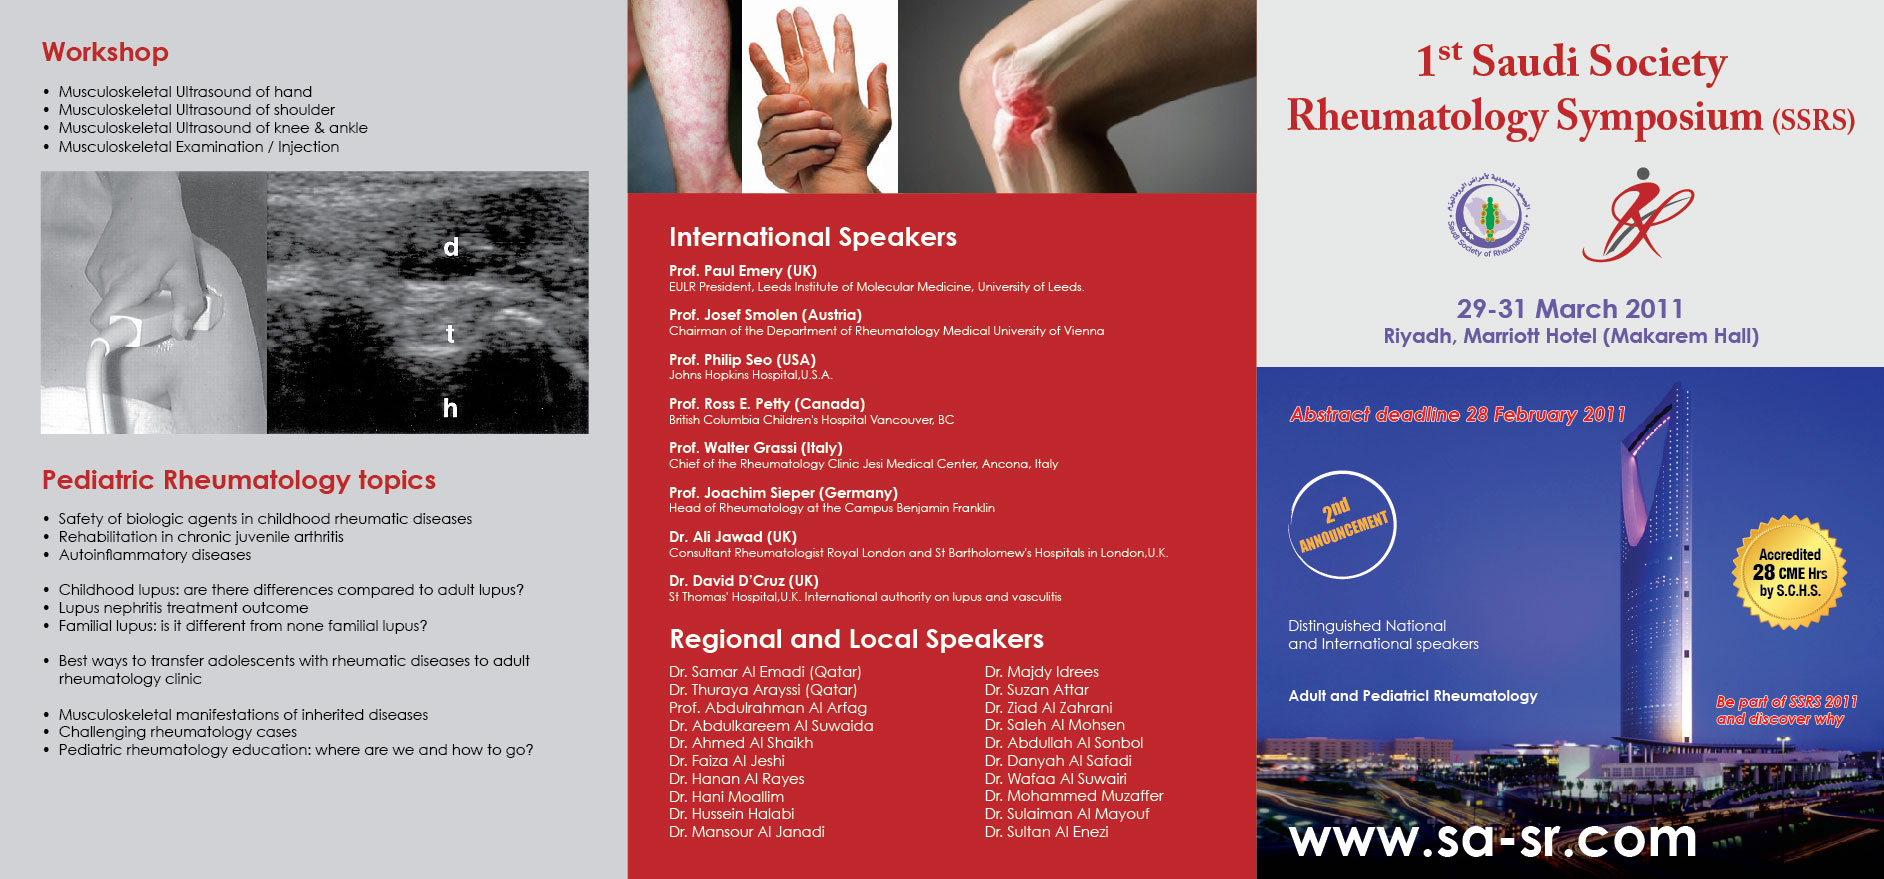 Workshop
• Musculoskeletal Ultrasound of hand
• Musculoskeletal Ultrasound of shoulder
• Musculoskeletal Ultrasound of knee & ankle
• Musculoskeletal Examination / Injection
d
t
h
Pediatric Rheumatology topics
• Safety of biologic agents in childhood rheumatic diseases
• Rehabilitation in chronic juvenile arthritis
• Autoinflammatory diseases
• Childhood lupus: are there differences compared to adult lupus?
• Lupus nephritis treatment outcome
• Familial lupus: is it different from none familial lupus?
• Best ways to transfer adolescents with rheumatic diseases to adult
rheumatology clinic
• Musculoskeletal manifestations of inherited diseases
• Challenging rheumatology cases
• Pediatric rheumatology education: where are we and how to go?
International Speakers
Prof. Paul Emery (UK)
EULR President, Leeds Institute of Molecular Medicine, University of Leeds.
Prof. Josef Smolen (Austria)
Chairman of the Department of Rheumatology Medical University of Vienna
Prof. Philip Seo (USA)
Johns Hopkins Hospital,U.S.A.
Prof. Ross E. Petty (Canada)
British Columbia Children's Hospital Vancouver, BC
Prof. Walter Grassi (Italy)
Chief of the Rheumatology Clinic Jesi Medical Center, Ancona, Italy
Prof. Joachim Sieper (Germany)
Head of Rheumatology at the Campus Benjamin Franklin
Dr. Ali Jawad (UK)
Consultant Rheumatologist Royal London and St Bartholomew's Hospitals in London,U.K.
Dr. David D'Cruz (UK)
St Thomas' Hospital,U.K. International authority on lupus and vasculitis
Regional and Local Speakers
Dr. Samar Al Emadi (Qatar)
Dr. Thuraya Arayssi (Qatar)
Prof. Abdulrahman Al Arfag
Dr. Abdulkareem Al Suwaida
Dr. Ahmed Al Shaikh
Dr. Faiza Al Jeshi
Dr. Hanan Al Rayes
Dr. Hani Moallim
Dr. Hussein Halabi
Dr. Mansour Al Janadi
Dr. Majdy Idrees
Dr. Suzan Attar
Dr. Ziad Al Zahrani
Dr. Saleh Al Mohsen
Dr. Abdullah Al Sonbol
Dr. Danyah Al Safadi
Dr. Wafaa Al Suwairi
Dr. Mohammed Muzaffer
Dr. Sulaiman Al Mayouf
Dr. Sultan Al Enezi
1st Saudi Society
Rheumatology Symposium (SSRS)
الجمعية السعودية لأمراض الروماتيزم
SSR
Saudi Society of Rheumatology
29-31 March 2011
Riyadh, Marriott Hotel (Makarem Hall)
Abstract deadline 28 February 2011
2nd
ANNOUNCEMENT
Accredited
28 CME Hrs
by S.C.H.S.
Distinguished National
and International speakers
Adult and Pediatricl Rheumatology
Be part of SSRS 2011
and discover why
www.sa-sr.com